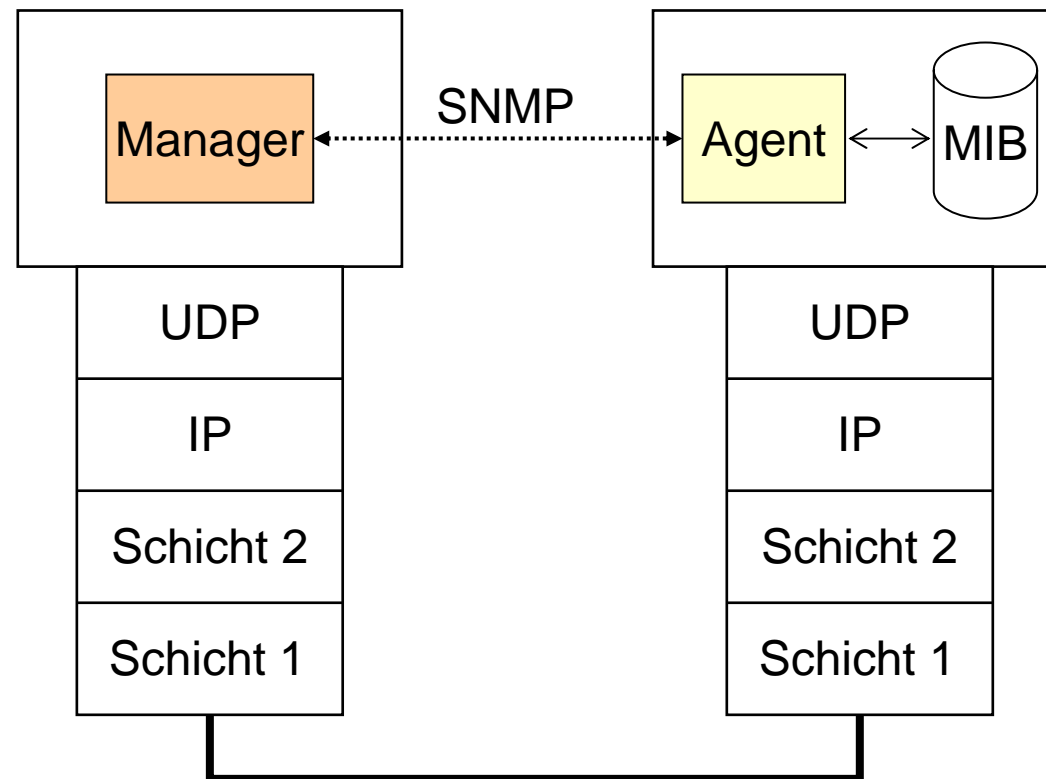 SNMP
Manager
Agent
MIB
UDP
UDP
IP
IP
Schicht 2
Schicht 2
Schicht 1
Schicht 1